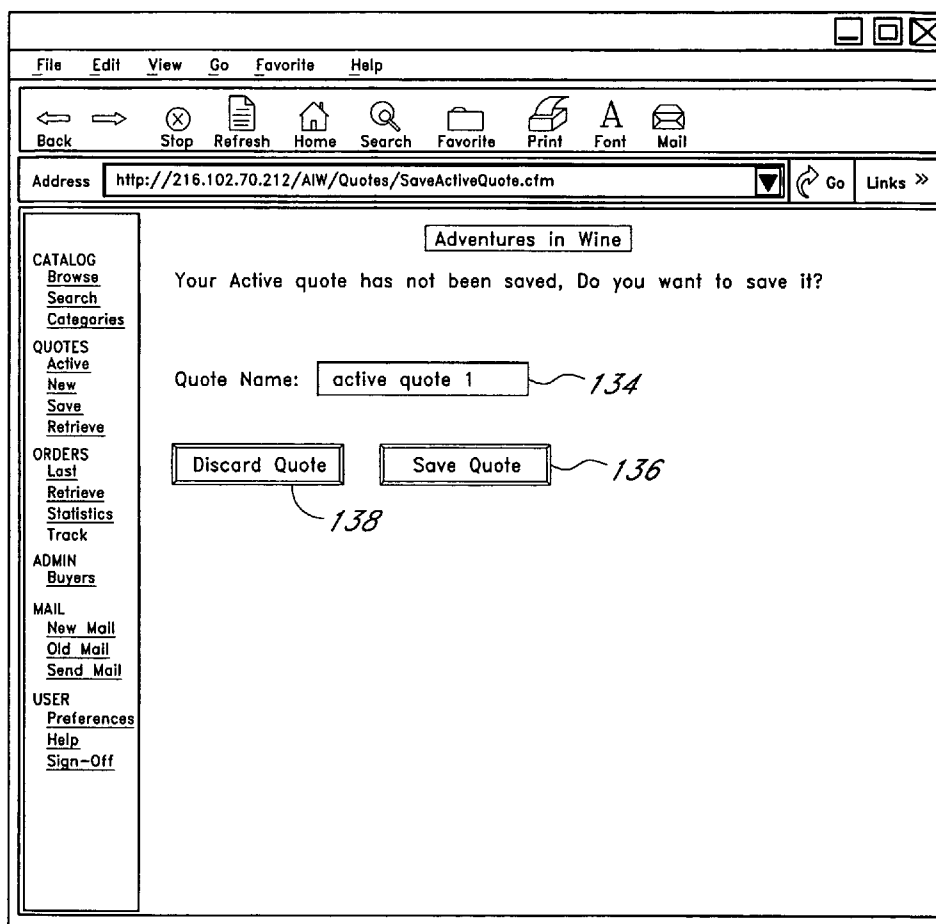 File Edit View Go Favorite Help
Back Stop Refresh Home Search Favorite Print Font Mail
Address http://216.102.70.212/AIW/Quotes/SaveActiveQuote.cfm Go Links »
CATALOG
Browse
Search
Categories
QUOTES
Active
New
Save
Retrieve
ORDERS
Last
Retrieve
Statistics
Track
ADMIN
Buyers
MAIL
New Mail
Old Mail
Send Mail
USER
Preferences
Help
Sign-Off
Adventures in Wine
Your Active quote has not been saved, Do you want to save it?
Quote Name: active quote 1 134
Discard Quote Save Quote 136
138